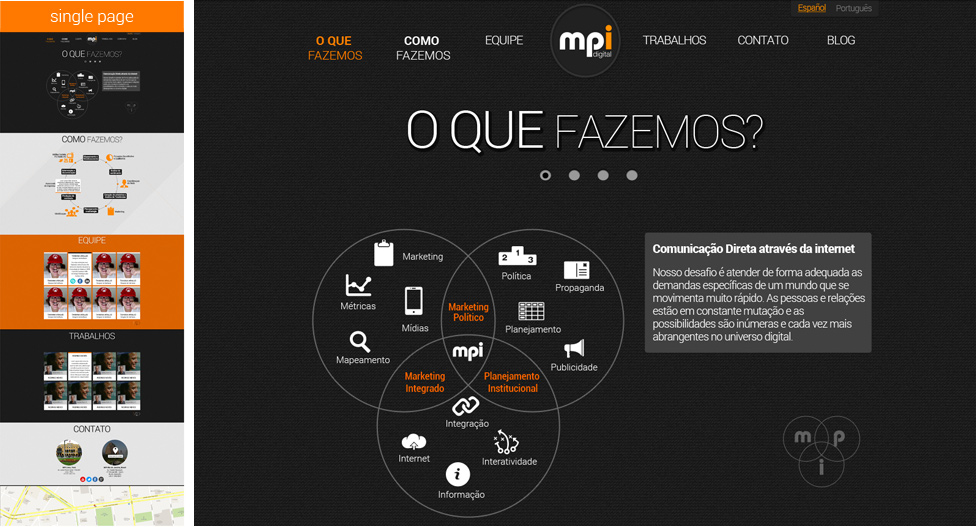 single page
O QUE FAZEMOS?
COMO FAZEMOS?
EQUIPE
TRABALHOS
CONTATO
Español Português
O QUE
FAZEMOS
COMO
FAZEMOS
EQUIPE
mpi
digital
TRABALHOS
CONTATO
BLOG
O QUE FAZEMOS?
Marketing
Métricas
Mídias
Mapeamento
1 2 3
Política
Propaganda
Planejamento
Publicidade
Marketing
Político
mpi
Marketing
Integrado
Planejamento
Institucional
Integração
Internet
Interatividade
i
Informação
Comunicação Direta através da internet
Nosso desafio é atender de forma adequada as
demandas específicas de um mundo que se
movimenta muito rápido. As pessoas e relações
estão em constante mutação e as
possibilidades são inúmeras e cada vez mais
abrangentes no universo digital.
m p
i